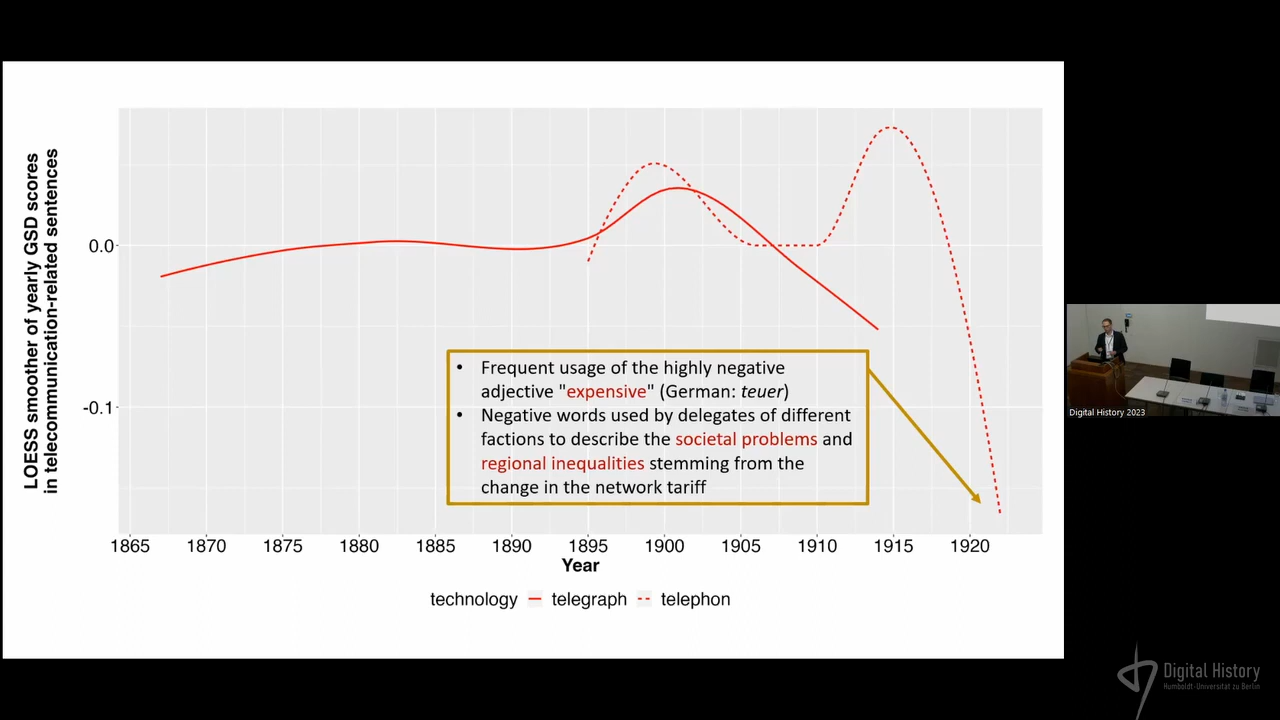 LOESS smoother of yearly GSD scores
in telecommunication-related sentences
0.0
-0.1
• Frequent usage of the highly negative
adjective "expensive" (German: teuer)
• Negative words used by delegates of different
factions to describe the societal problems and
regional inequalities stemming from the
change in the network tariff
1865 1870 1875 1880 1885 1890 1895 1900 1905 1910 1915 1920
Year
technology telegraph telephon
Digital History 2023
Digital History
Humboldt-Universität zu Berlin